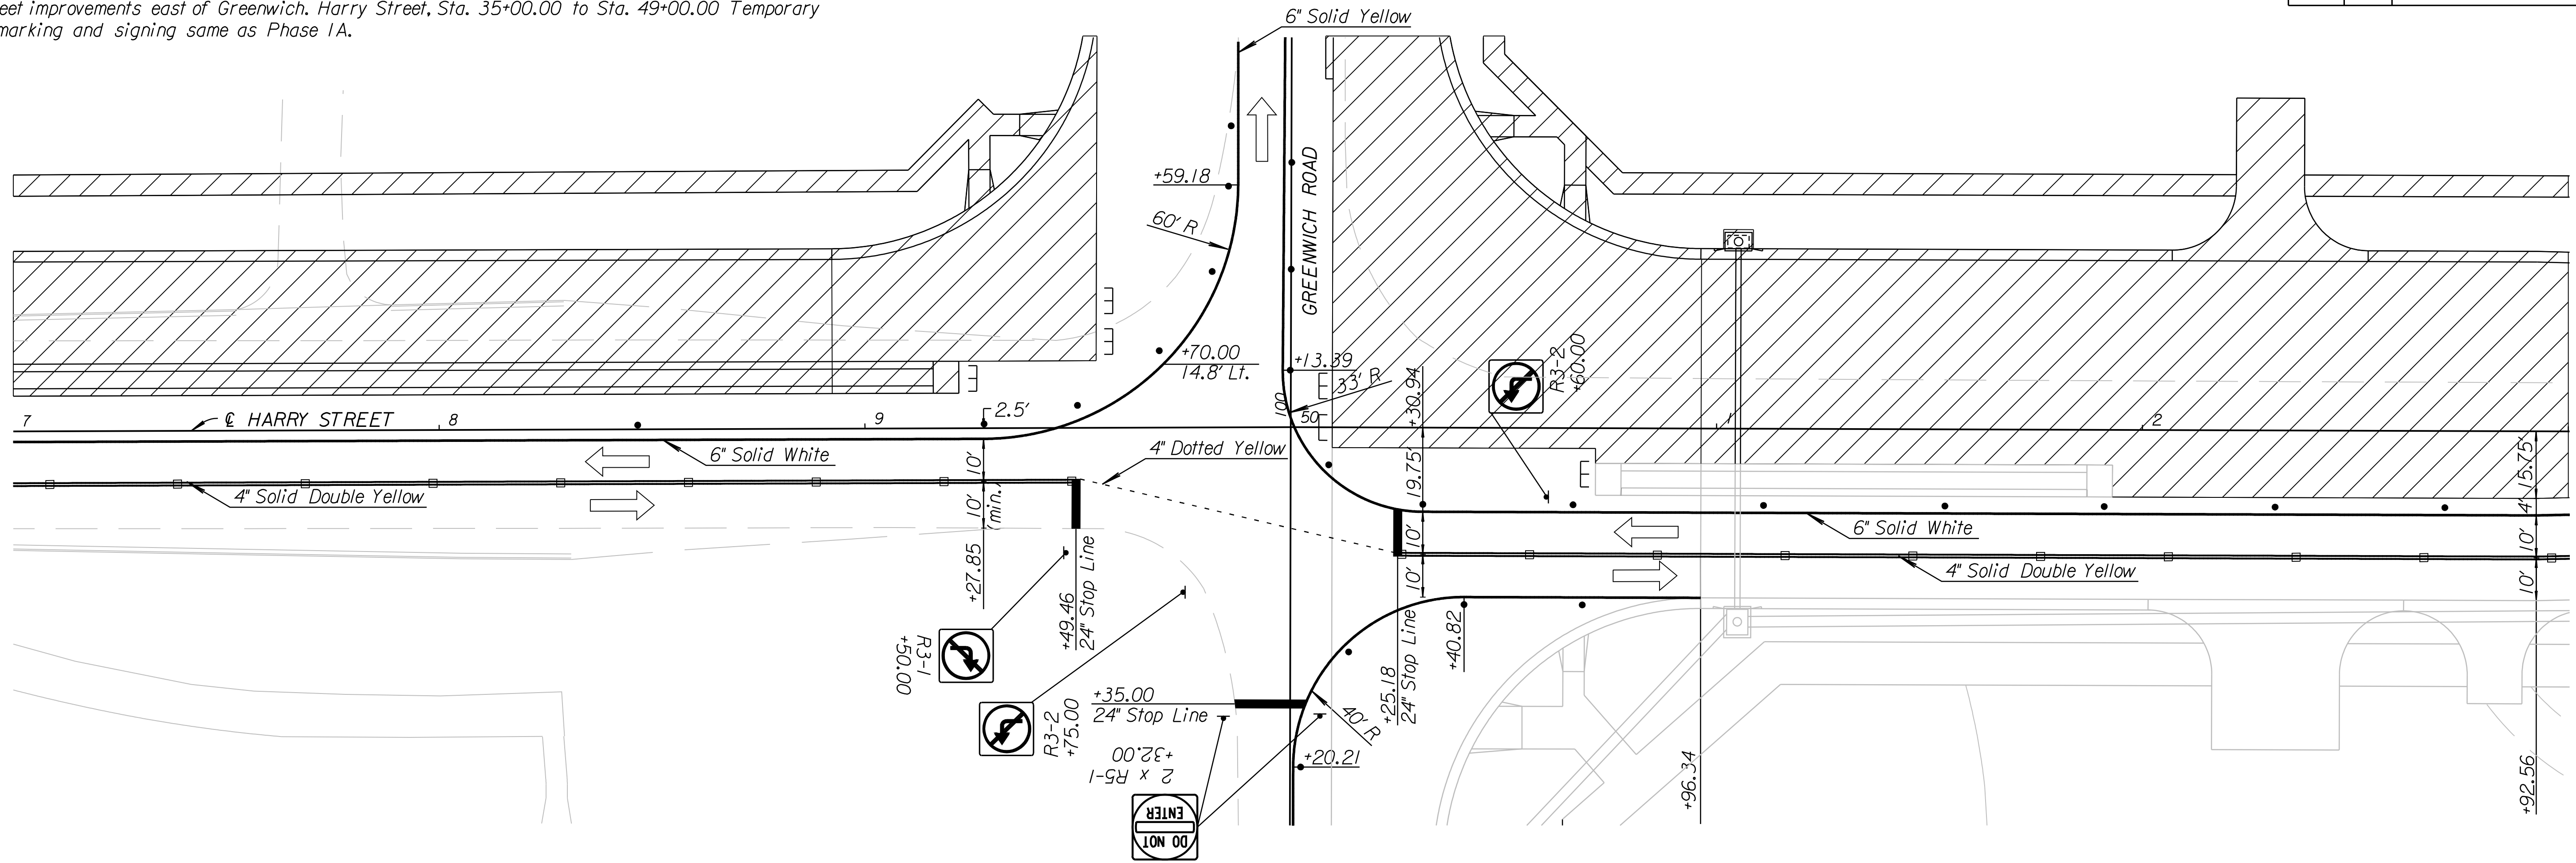 eet improvements east of Greenwich. Harry Street, Sta. 35+00.00 to Sta. 49+00.00 Temporary
marking and signing same as Phase 1A.
6" Solid Yellow
+59.18
60' R
GREENWICH ROAD
+70.00
14.8' Lt.
+13.39
33' R
100
50
+30.94
19.75'
R3-2
+60.00
7
℄ HARRY STREET
8
9
2.5'
1
2
6" Solid White
4" Dotted Yellow
4" Solid Double Yellow
10'
10'
(min.)
+27.85
+49.46
24" Stop Line
R3-1
+50.00
R3-2
+75.00
+35.00
24" Stop Line
2 x R5-1
+32.00
DO NOT
ENTER
10'
10'
+25.18
24" Stop Line
+40.82
40' R
+20.21
6" Solid White
4" Solid Double Yellow
15.75'
4'
10'
10'
+96.34
+92.56